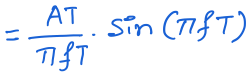 = AT/πfT · Sin (πfT)